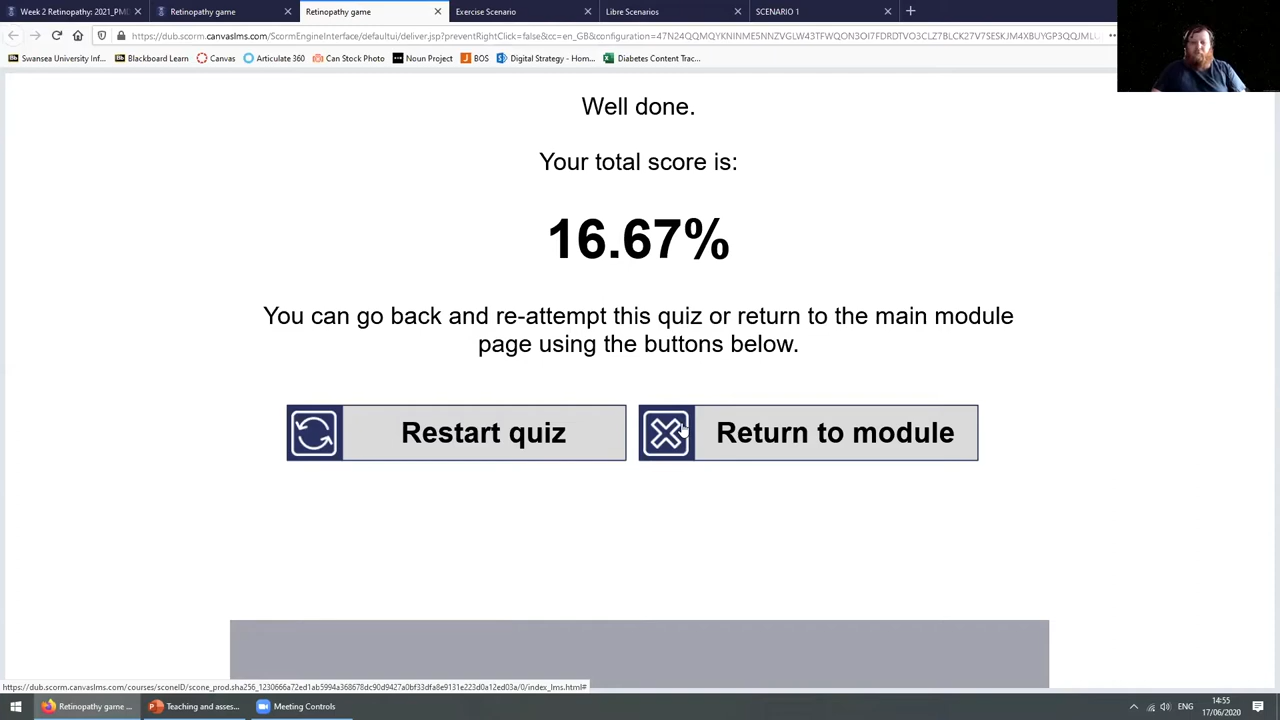 Week 2 Retinopathy: 2021_PMD
Retinopathy game
Retinopathy game
Exercise Scenario
Libre Scenarios
SCENARIO 1
Swansea University Inf...
Blackboard Learn
Canvas
Articulate 360
Can Stock Photo
Noun Project
BOS
Digital Strategy - Hom...
Diabetes Content Trac...
Well done.
Your total score is:
16.67%
You can go back and re-attempt this quiz or return to the main module
page using the buttons below.
Restart quiz
Return to module
Retinopathy game ...
Teaching and asses...
Meeting Controls
ENG
14:55
17/06/2020